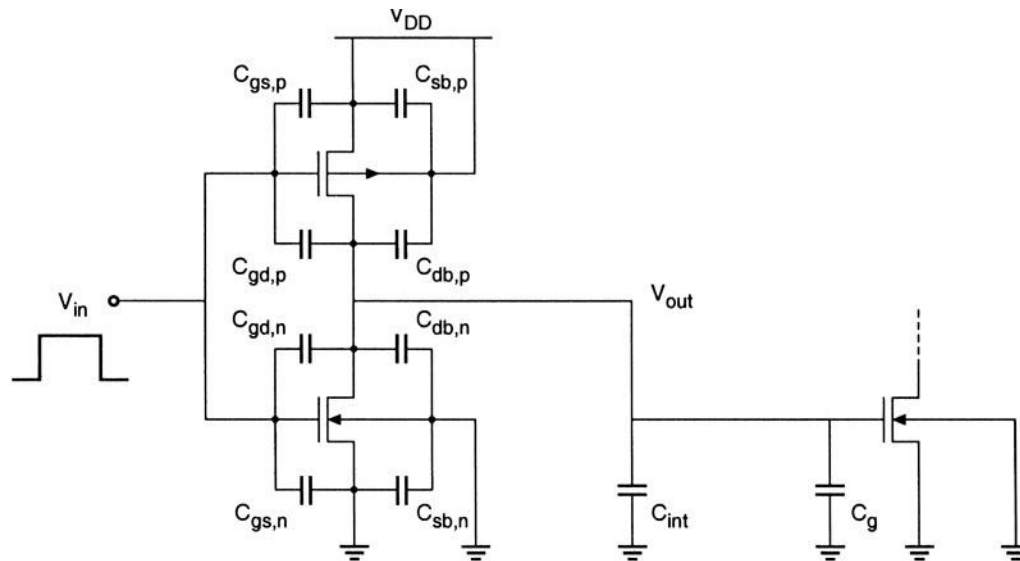 V_DD
C_gs,p
C_sb,p
C_gd,p
C_db,p
V_in
V_out
C_gd,n
C_db,n
C_gs,n
C_sb,n
C_int
C_g